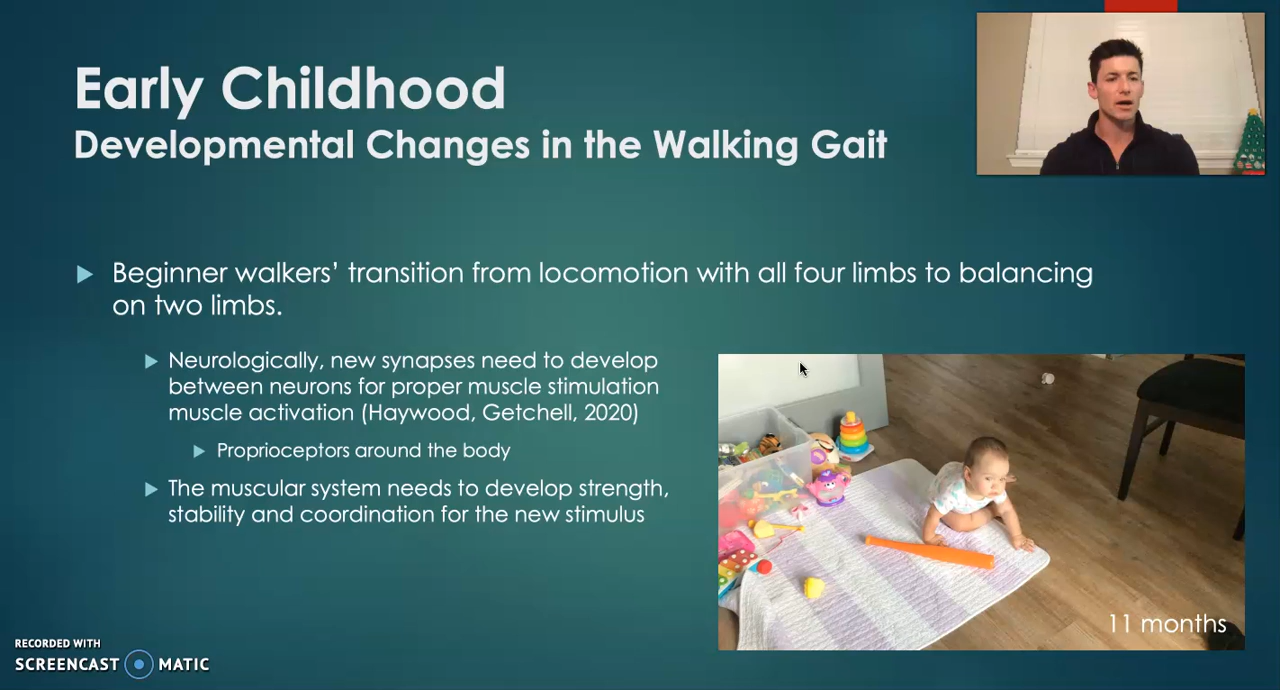 Early Childhood
Developmental Changes in the Walking Gait
Beginner walkers’ transition from locomotion with all four limbs to balancing
on two limbs.
Neurologically, new synapses need to develop
between neurons for proper muscle stimulation
muscle activation (Haywood, Getchell, 2020)
Proprioceptors around the body
The muscular system needs to develop strength,
stability and coordination for the new stimulus
11 months
RECORDED WITH
SCREENCAST MATIC